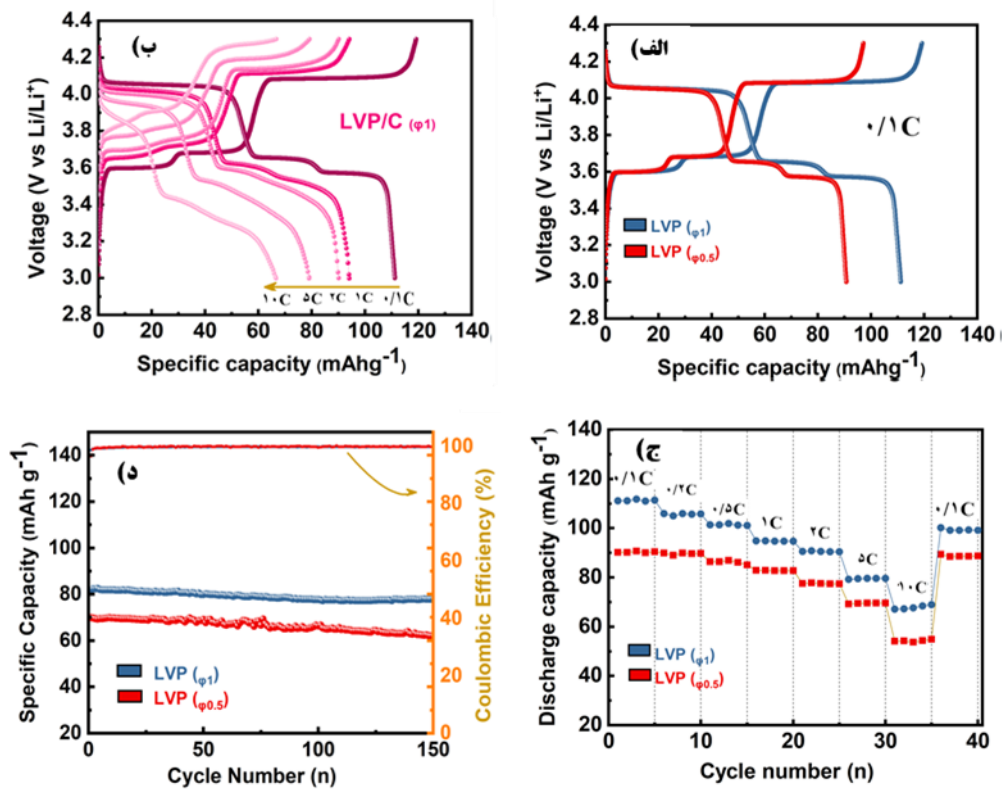 ب)
Voltage (V vs Li/Li+)
4.8
4.4
4.2
4.0
3.8
3.6
3.4
3.2
3.0
2.8
LVP/C (φ1)
۱۰C ۵C ۲C ۱C ۰/۱C
0 20 40 60 80 100 120 140
Specific capacity (mAhg-1)
الف)
Voltage (V vs Li/Li+)
4.8
4.4
4.2
4.0
3.8
3.6
3.4
3.2
3.0
2.8
۰/۱C
LVP (φ1)
LVP (φ0.5)
0 20 40 60 80 100 120 140
Specific capacity (mAhg-1)
د)
Specific Capacity (mAh g-1)
140
120
100
80
60
40
20
100
80
60
40
20
0
Coulombic Efficiency (%)
LVP (φ1)
LVP (φ0.5)
0 50 100 150
Cycle Number (n)
ج)
Discharge capacity (mAh g-1)
140
120
100
80
60
40
20
۰/۱C ۰/۲C ۰/۵C ۱C ۲C ۵C ۱۰C ۰/۱C
LVP (φ1)
LVP (φ0.5)
0 10 20 30 40
Cycle number (n)